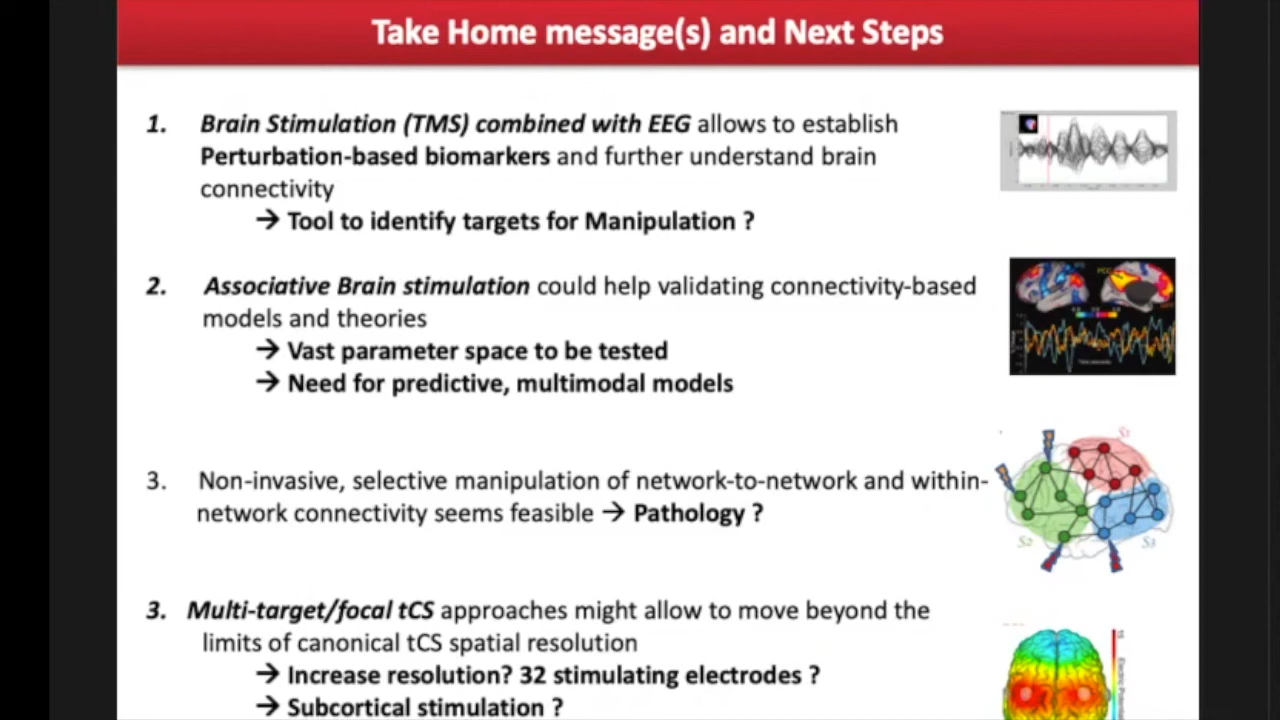 Take Home message(s) and Next Steps
1. Brain Stimulation (TMS) combined with EEG allows to establish
Perturbation-based biomarkers and further understand brain
connectivity
→ Tool to identify targets for Manipulation ?
2. Associative Brain stimulation could help validating connectivity-based
models and theories
→ Vast parameter space to be tested
→ Need for predictive, multimodal models
3. Non-invasive, selective manipulation of network-to-network and within-
network connectivity seems feasible → Pathology ?
S1
S2
S3
3. Multi-target/focal tCS approaches might allow to move beyond the
limits of canonical tCS spatial resolution
→ Increase resolution? 32 stimulating electrodes ?
→ Subcortical stimulation ?